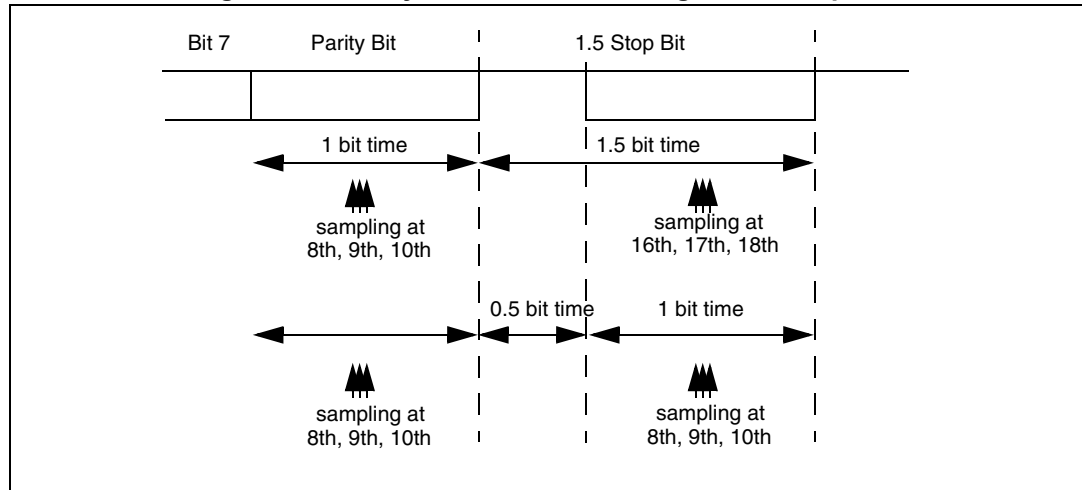 Bit 7 Parity Bit 1.5 Stop Bit
1 bit time 1.5 bit time
sampling at
8th, 9th, 10th
sampling at
16th, 17th, 18th
0.5 bit time 1 bit time
sampling at
8th, 9th, 10th
sampling at
8th, 9th, 10th